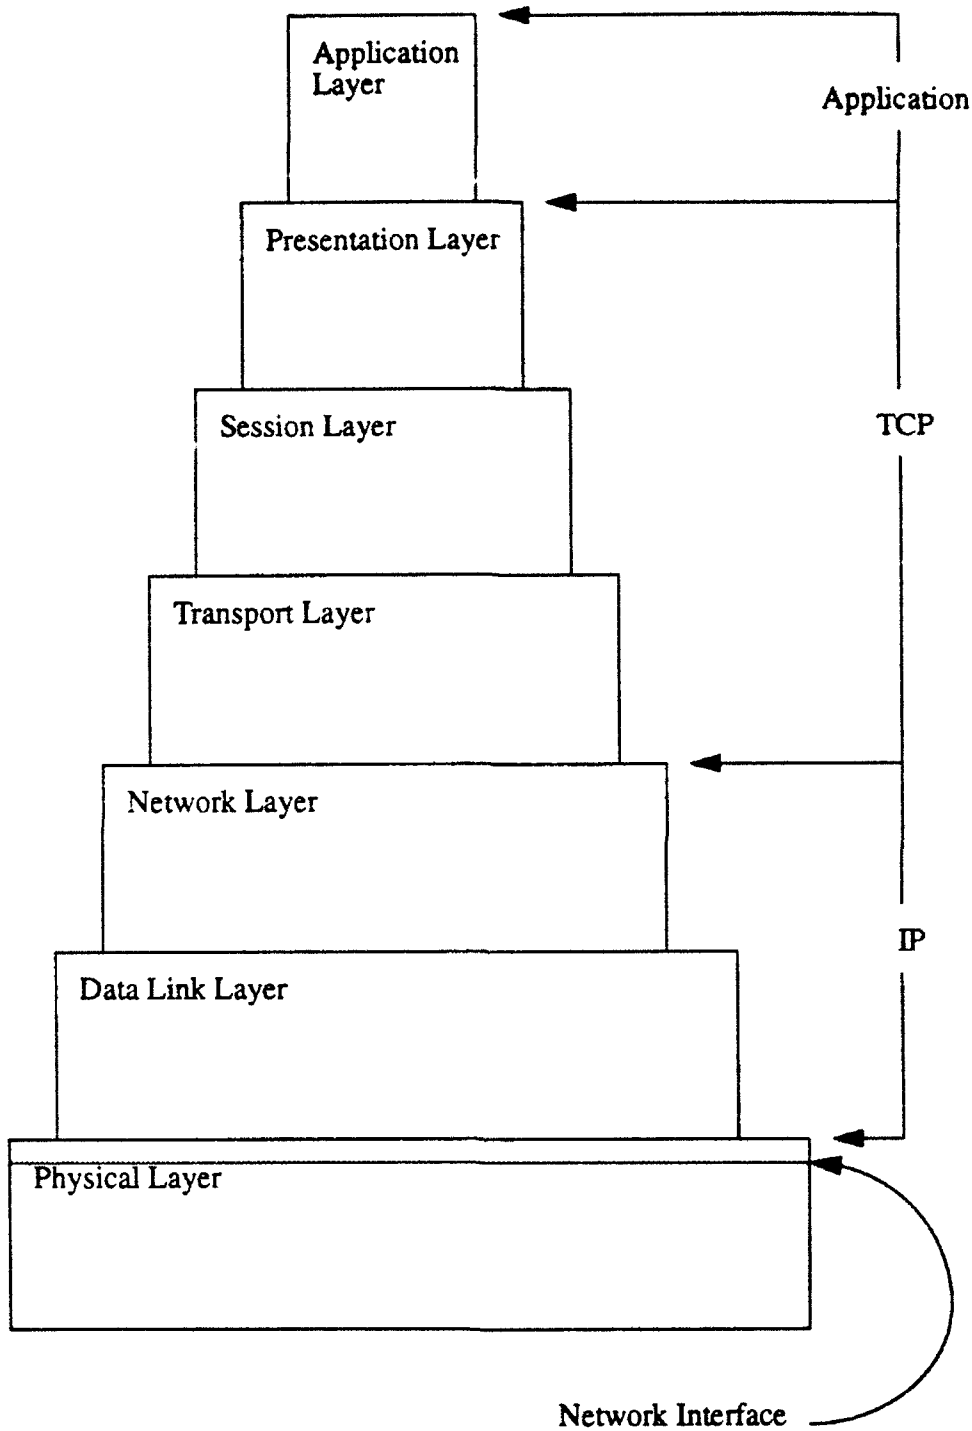 Application
Layer
Application
Presentation Layer
Session Layer
TCP
Transport Layer
Network Layer
IP
Data Link Layer
Physical Layer
Network Interface